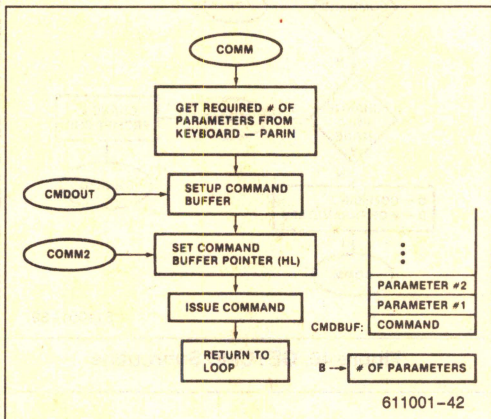 COMM
GET REQUIRED # OF
PARAMETERS FROM
KEYBOARD — PARIN
CMDOUT
SETUP COMMAND
BUFFER
COMM2
SET COMMAND
BUFFER POINTER (HL)
ISSUE COMMAND
RETURN TO
LOOP
PARAMETER #2
PARAMETER #1
CMDBUF:
COMMAND
B
# OF PARAMETERS
611001–42